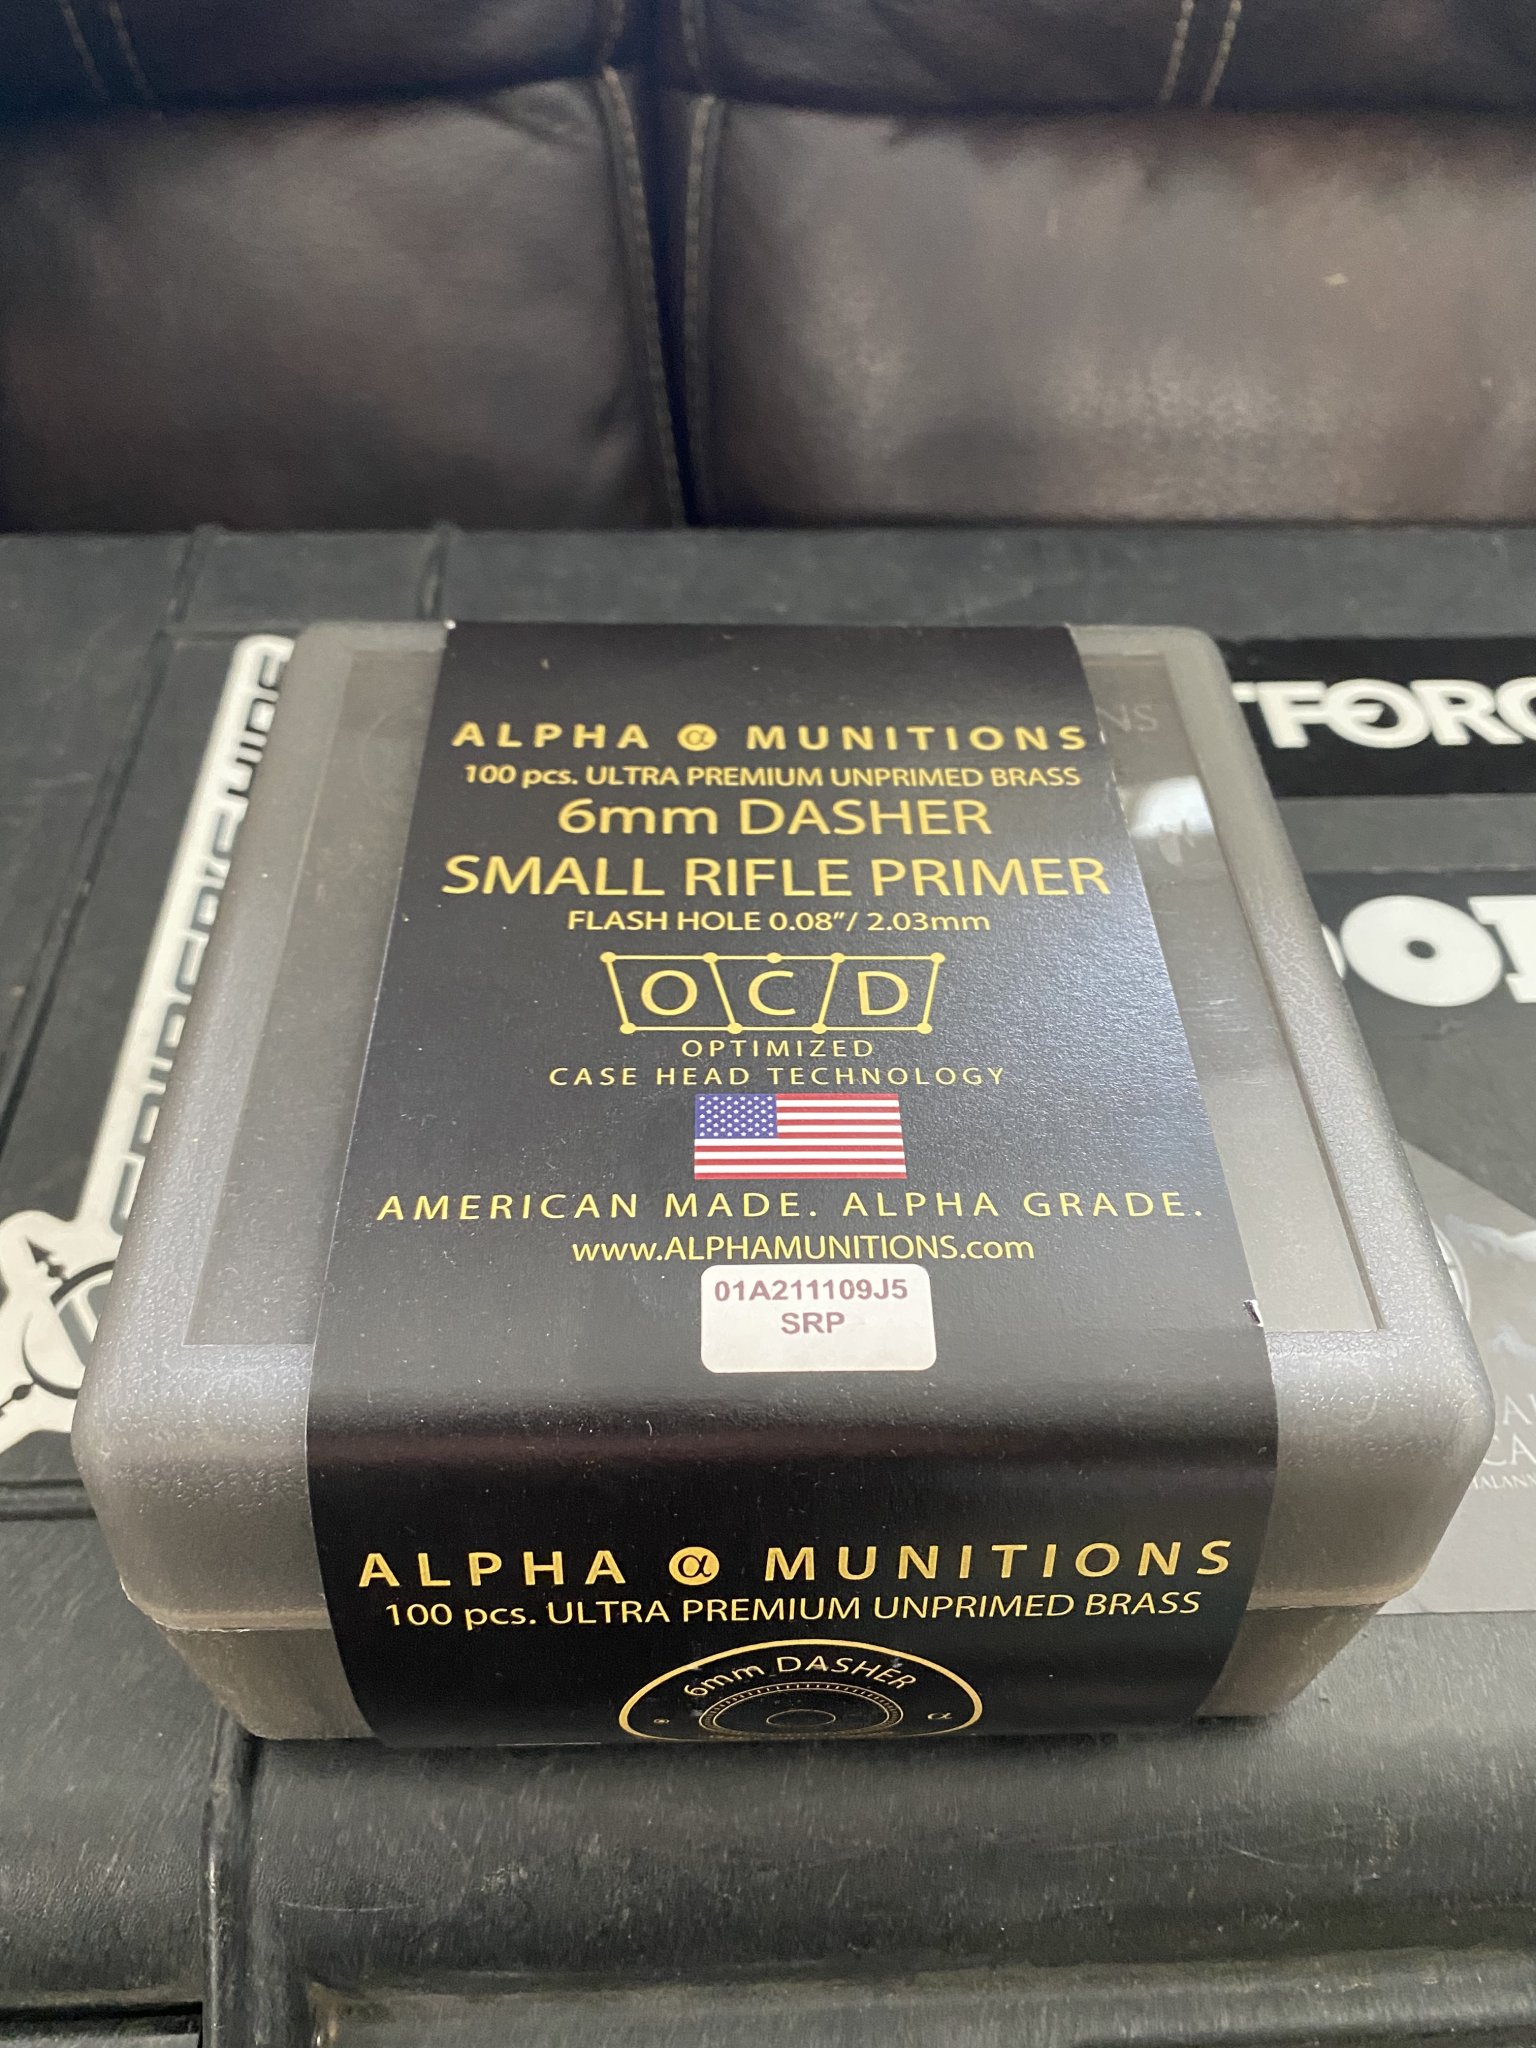 ALPHA α MUNITIONS
100 pcs. ULTRA PREMIUM UNPRIMED BRASS
6mm DASHER
SMALL RIFLE PRIMER
FLASH HOLE 0.08"/ 2.03mm
OCD
OPTIMIZED
CASE HEAD TECHNOLOGY
AMERICAN MADE. ALPHA GRADE.
www.ALPHAMUNITIONS.com
01A211109J5
SRP
ALPHA α MUNITIONS
100 pcs. ULTRA PREMIUM UNPRIMED BRASS
6mm DASHER
α